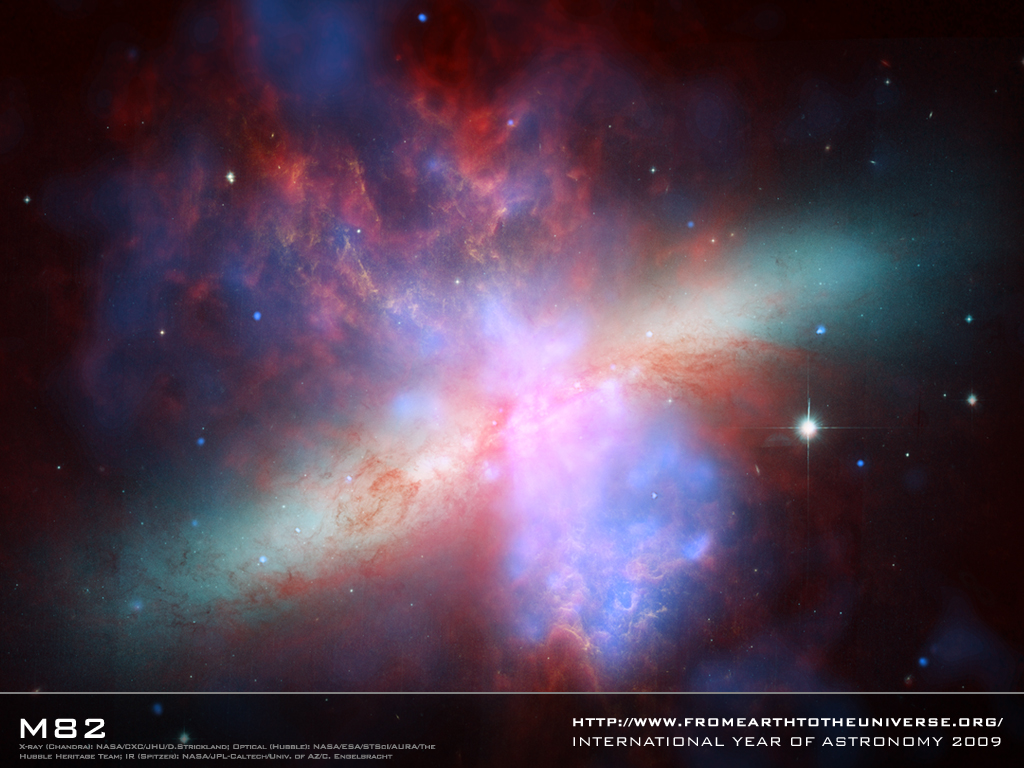 M82
X-ray (Chandra): NASA/CXC/JHU/D.Strickland; Optical (Hubble): NASA/ESA/STScI/AURA/The
Hubble Heritage Team; IR (Spitzer): NASA/JPL-Caltech/Univ. of AZ/C. Engelbracht
HTTP://WWW.FROMEARTHTOTHEUNIVERSE.ORG/
INTERNATIONAL YEAR OF ASTRONOMY 2009